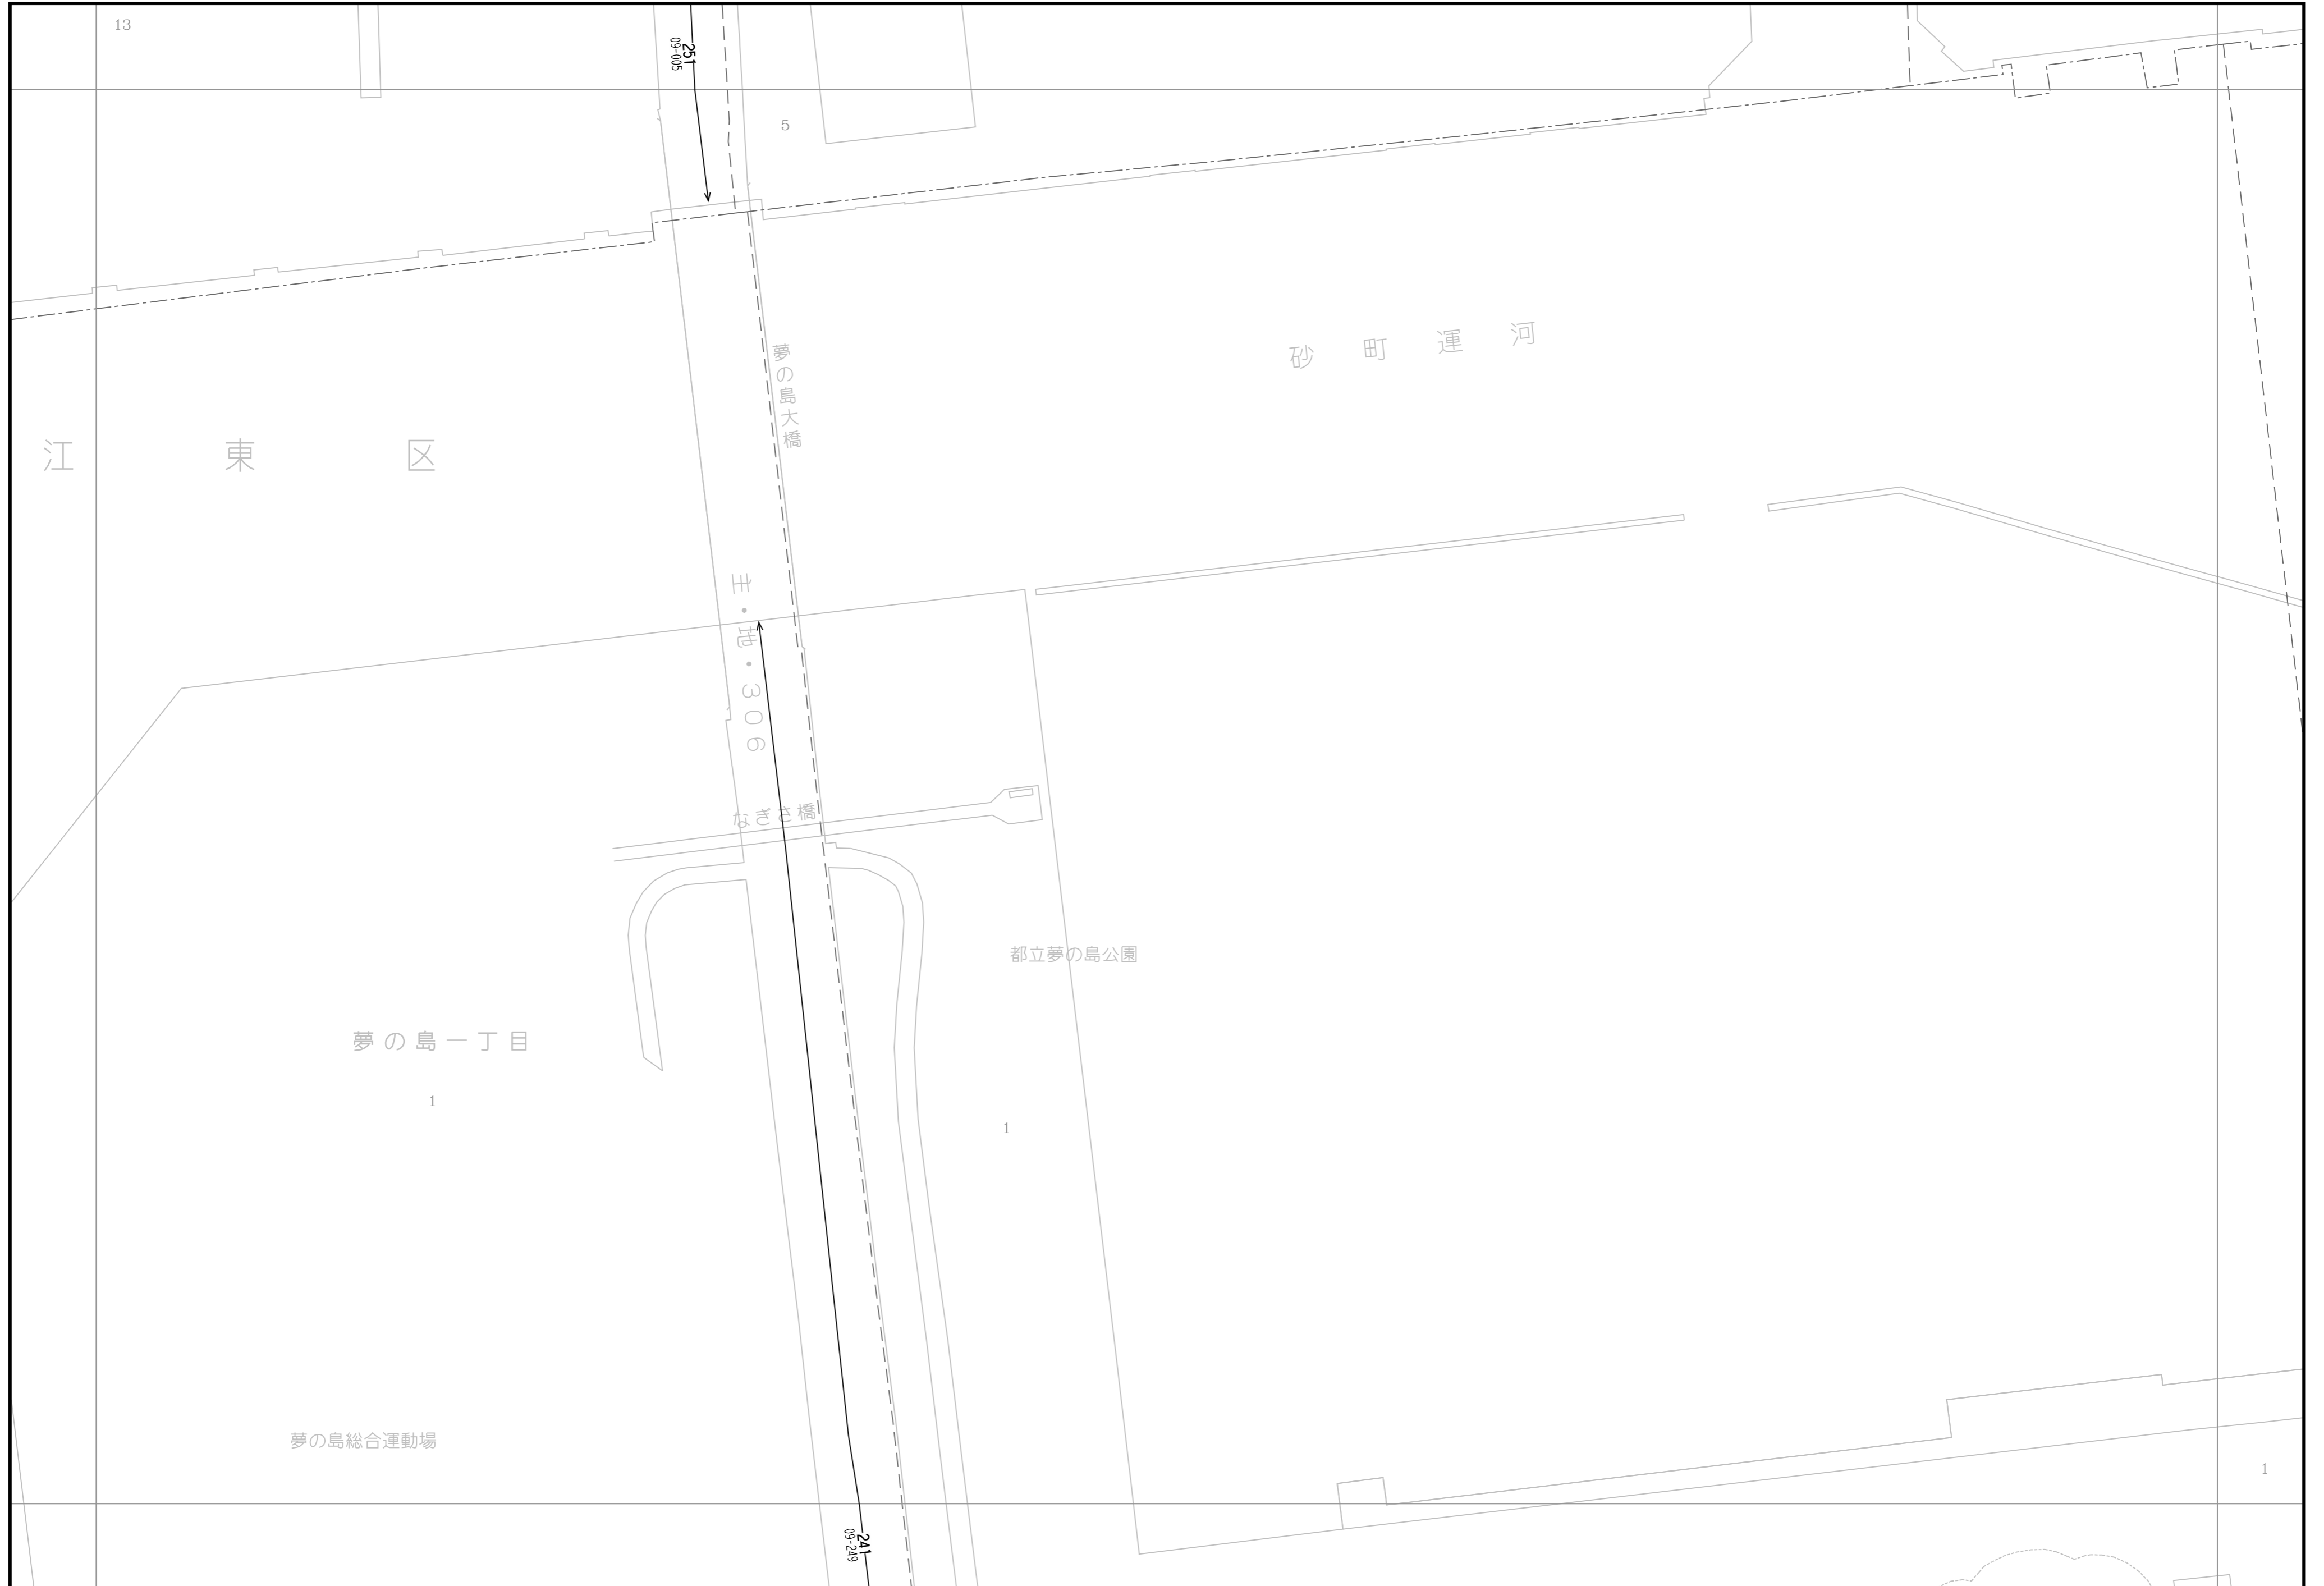 13
251
09-005
5
砂町運河
夢の島大橋
江東区
主・地・306
なぎさ橋
都立夢の島公園
夢の島一丁目
1
1
夢の島総合運動場
1
241
09-249